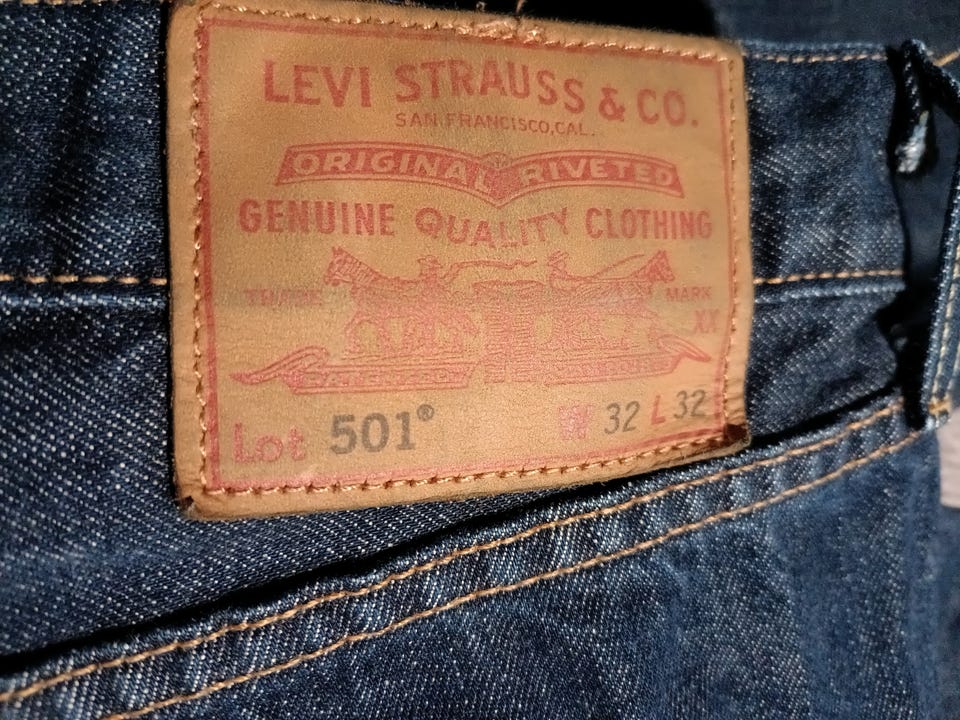 LEVI STRAUSS & CO.
SAN FRANCISCO, CAL.
ORIGINAL RIVETED
GENUINE QUALITY CLOTHING
TRADE MARK
XX
Lot 501® W 32 L 32